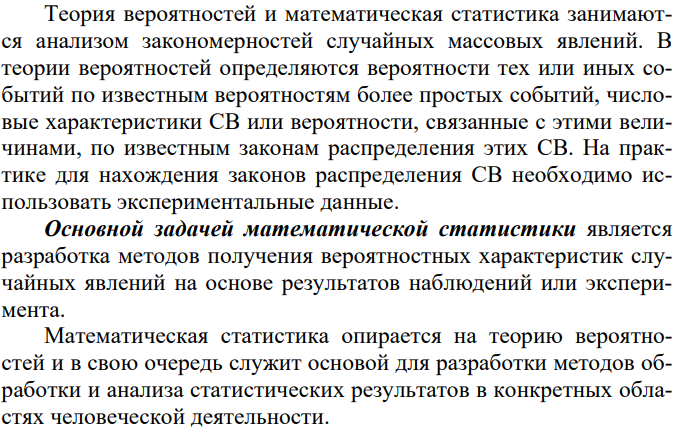 Теория вероятностей и математическая статистика занимают-
ся анализом закономерностей случайных массовых явлений. В
теории вероятностей определяются вероятности тех или иных со-
бытий по известным вероятностям более простых событий, число-
вые характеристики СВ или вероятности, связанные с этими вели-
чинами, по известным законам распределения этих СВ. На прак-
тике для нахождения законов распределения СВ необходимо ис-
пользовать экспериментальные данные.
Основной задачей математической статистики является
разработка методов получения вероятностных характеристик слу-
чайных явлений на основе результатов наблюдений или экспери-
мента.
Математическая статистика опирается на теорию вероятно-
стей и в свою очередь служит основой для разработки методов об-
работки и анализа статистических результатов в конкретных обла-
стях человеческой деятельности.